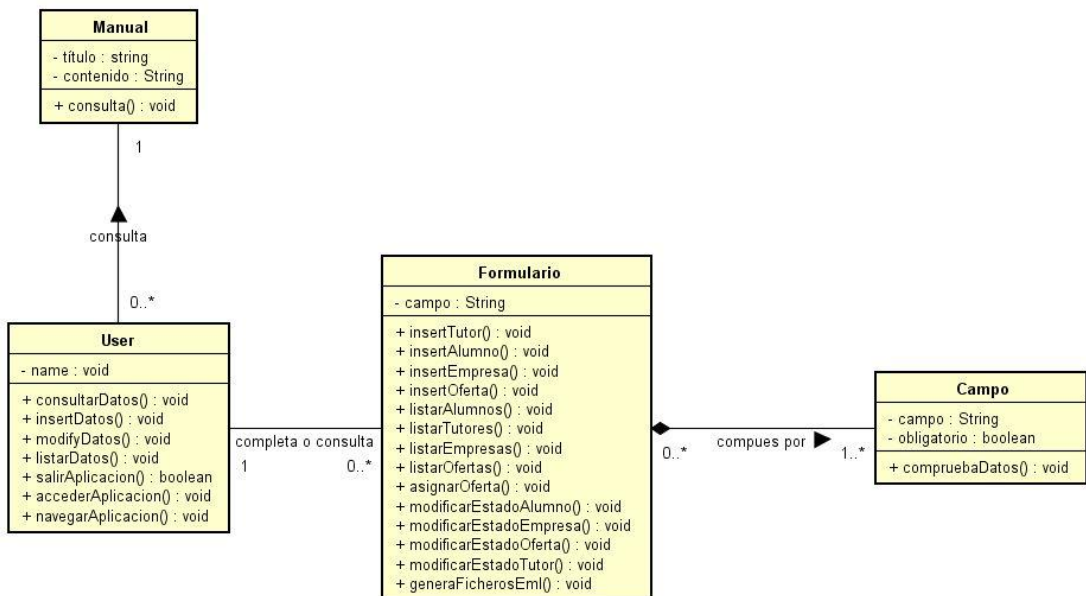 Manual
- título : string
- contenido : String
+ consulta() : void
1
consulta
0..*
User
- name : void
+ consultarDatos() : void
+ insertDatos() : void
+ modifyDatos() : void
+ listarDatos() : void
+ salirAplicacion() : boolean
+ accederAplicacion() : void
+ navegarAplicacion() : void
completa o consulta
1
0..*
Formulario
- campo : String
+ insertTutor() : void
+ insertAlumno() : void
+ insertEmpresa() : void
+ insertOferta() : void
+ listarAlumnos() : void
+ listarTutores() : void
+ listarEmpresas() : void
+ listarOfertas() : void
+ asignarOferta() : void
+ modificarEstadoAlumno() : void
+ modificarEstadoEmpresa() : void
+ modificarEstadoOferta() : void
+ modificarEstadoTutor() : void
+ generaFicherosEml() : void
compues por
0..*
1..*
Campo
- campo : String
- obligatorio : boolean
+ compruebaDatos() : void